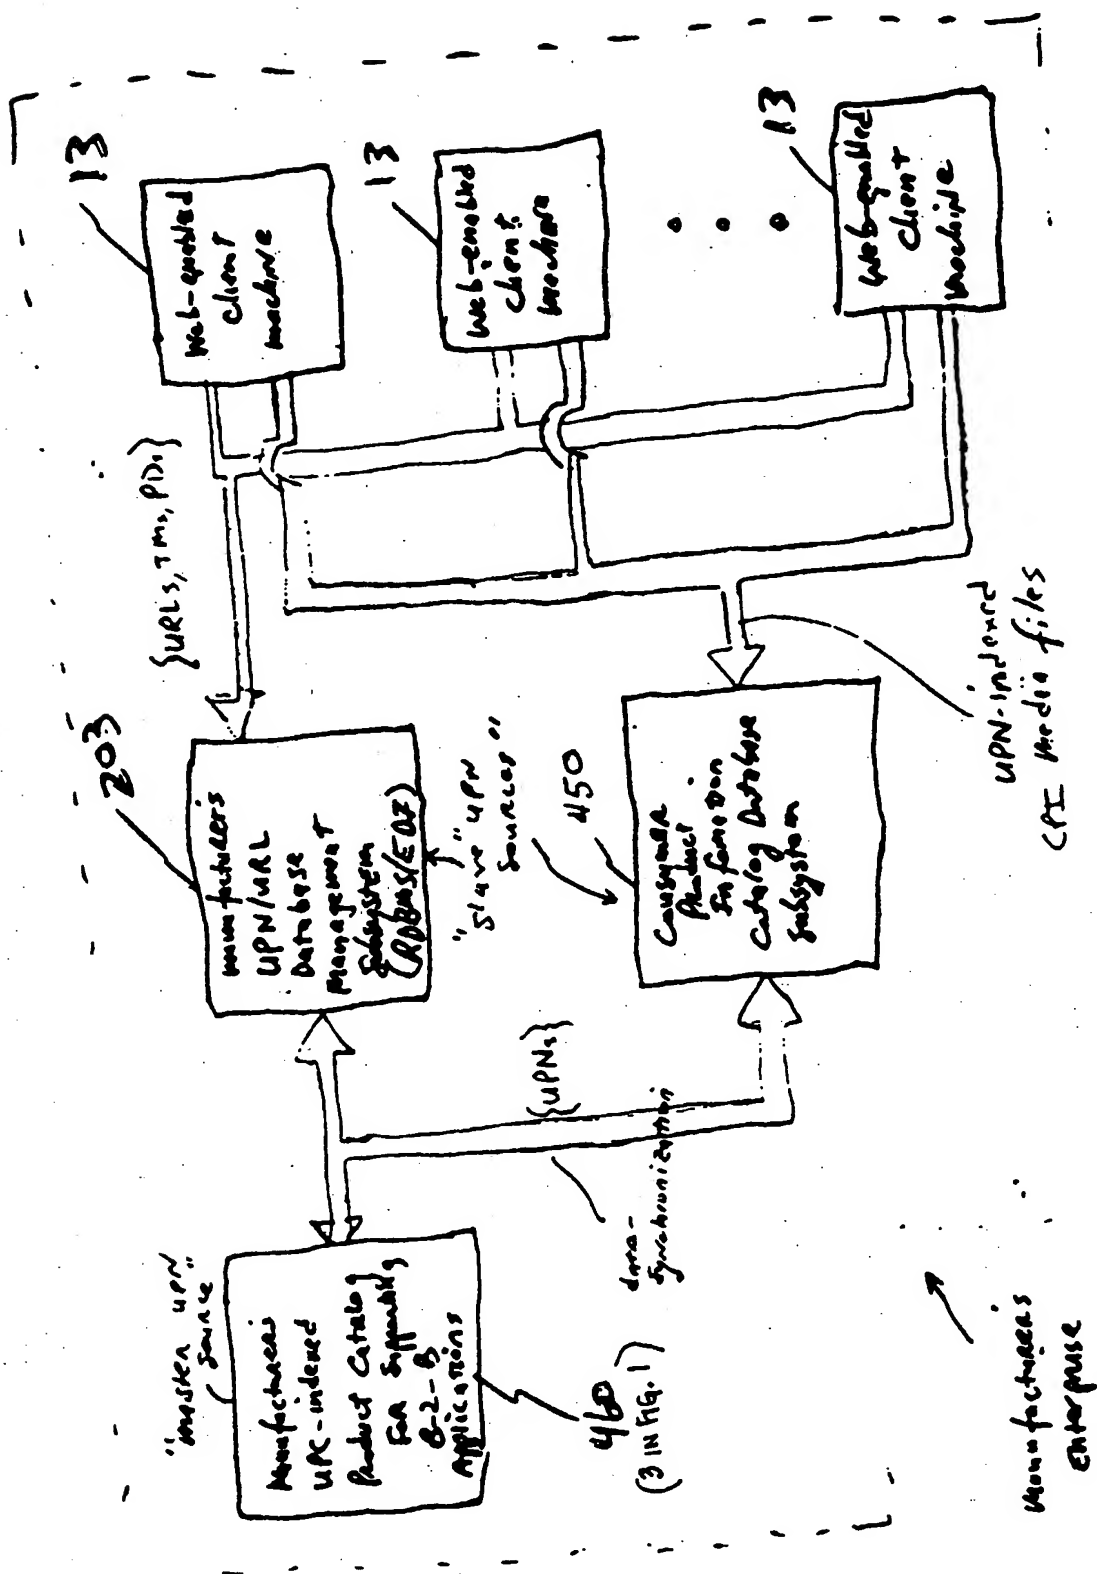 "master UPN"
source
Manufacturer's
UPC-indexed
Product Catalog
For Supporting
B-2-B
Applications
460
(3 IN FIG. 1)
data-
synchronization
{UPNs}
203
manufacturers
UPN/URL
Database
Management
Subsystem
(RDBMS/EDI)
"slave" UPN
sources"
450
Consumer
Product
Information
Catalog Database
Subsystem
{URLs, TMs, PDs}
UPN-indexed
CPI media files
13
Web-enabled
client
machine
13
Web-enabled
client
machine
13
Web-enabled
client
machine
manufacturers
Enterprise